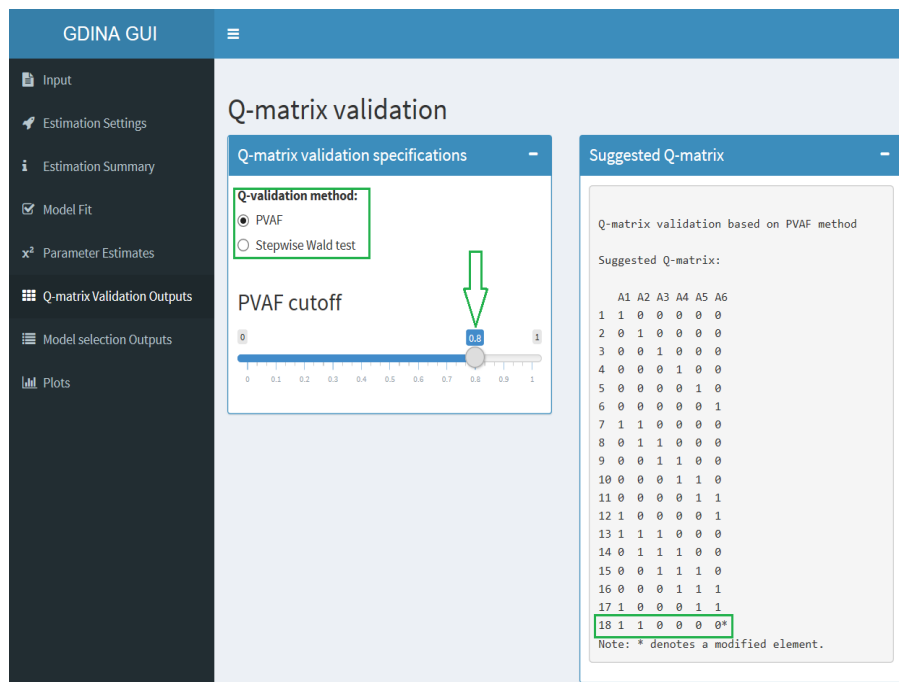 GDINA GUI
Input
Estimation Settings
Estimation Summary
Model Fit
x² Parameter Estimates
Q-matrix Validation Outputs
Model selection Outputs
Plots
Q-matrix validation
Q-matrix validation specifications
Q-validation method:
PVAF
Stepwise Wald test
PVAF cutoff
0 0.8 1
0 0.1 0.2 0.3 0.4 0.5 0.6 0.7 0.8 0.9 1
Suggested Q-matrix
Q-matrix validation based on PVAF method
Suggested Q-matrix:
A1 A2 A3 A4 A5 A6
1 1 0 0 0 0 0
2 0 1 0 0 0 0
3 0 0 1 0 0 0
4 0 0 0 1 0 0
5 0 0 0 0 1 0
6 0 0 0 0 0 1
7 1 1 0 0 0 0
8 0 1 1 0 0 0
9 0 0 1 1 0 0
10 0 0 0 1 1 0
11 0 0 0 0 1 1
12 1 0 0 0 0 1
13 1 1 1 0 0 0
14 0 1 1 1 0 0
15 0 0 1 1 1 0
16 0 0 0 1 1 1
17 1 0 0 0 1 1
18 1 1 0 0 0 0*
Note: * denotes a modified element.